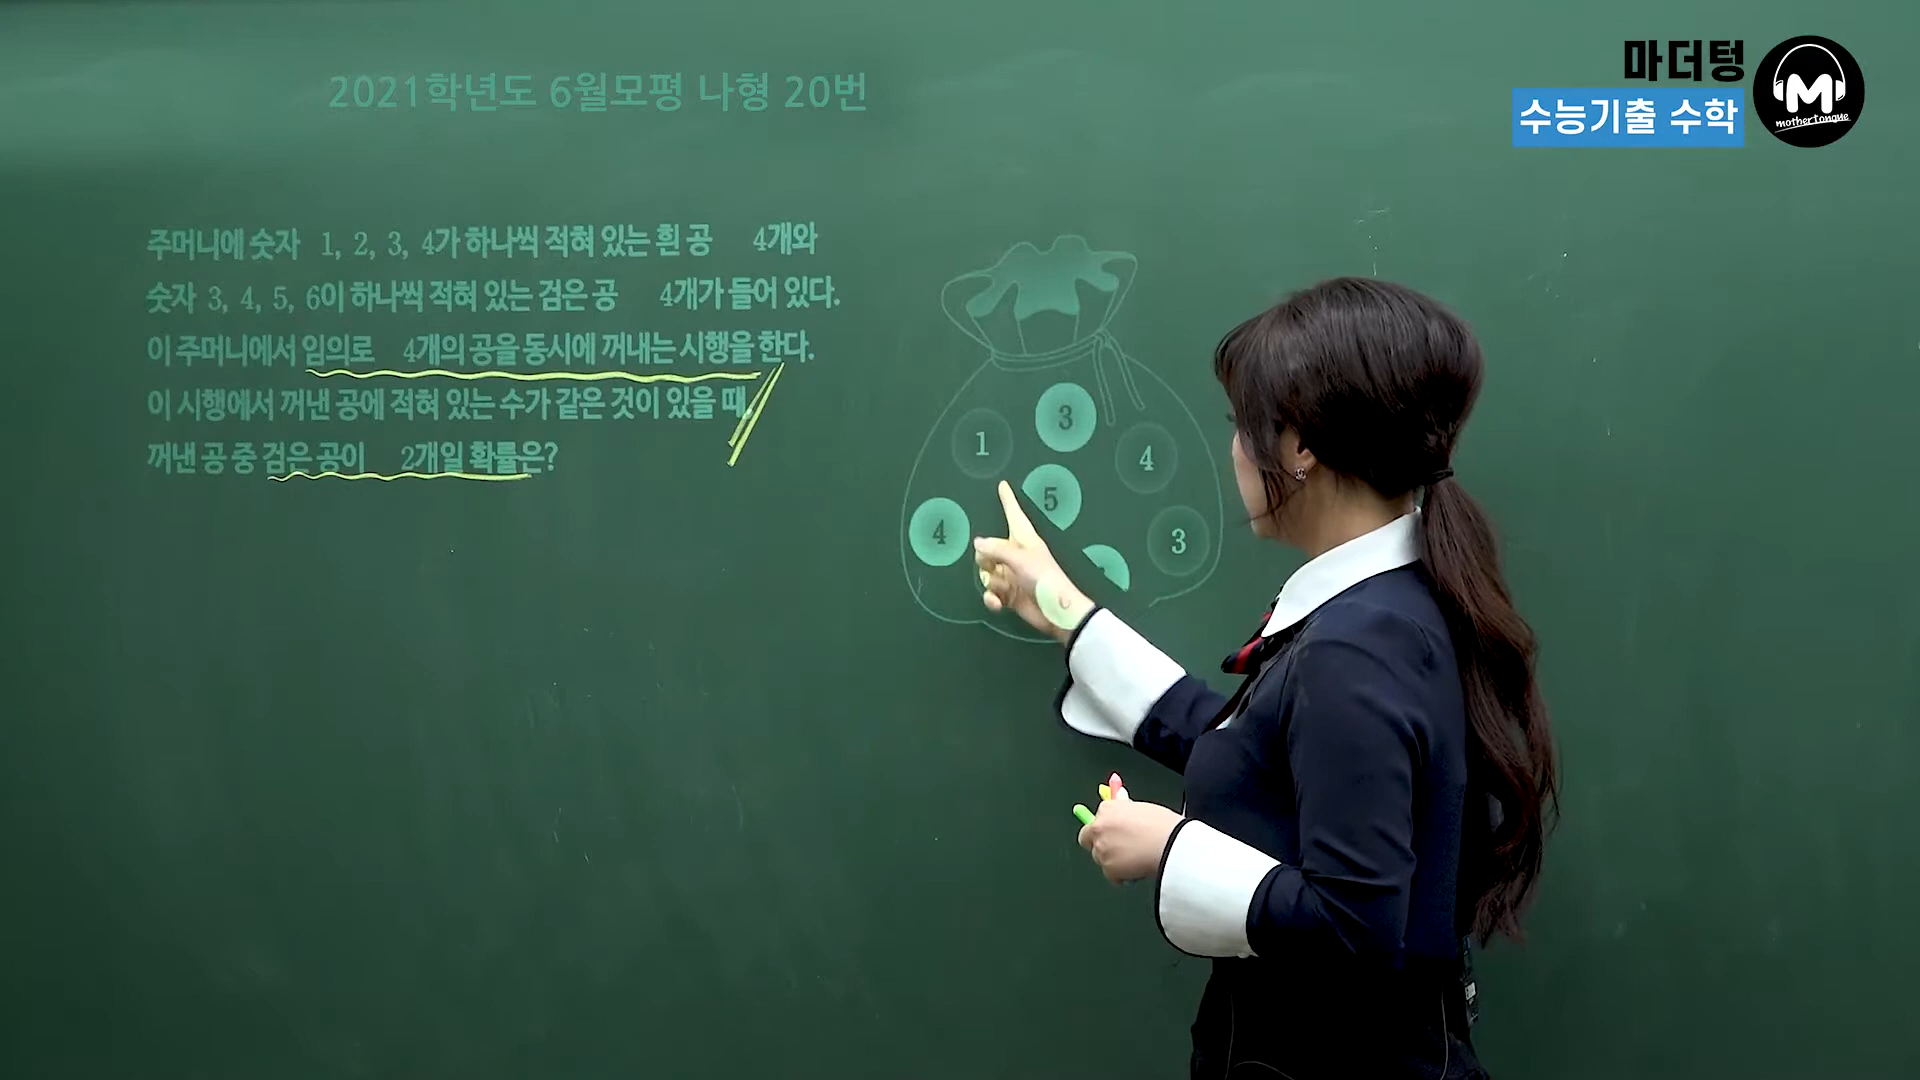 2021학년도 6월모평 나형 20번
마더텅
수능기출 수학
M
mothertongue
주머니에 숫자 1, 2, 3, 4가 하나씩 적혀 있는 흰 공 4개와
숫자 3, 4, 5, 6이 하나씩 적혀 있는 검은 공 4개가 들어 있다.
이 주머니에서 임의로 4개의 공을 동시에 꺼내는 시행을 한다.
이 시행에서 꺼낸 공에 적혀 있는 수가 같은 것이 있을 때,
꺼낸 공 중 검은 공이 2개일 확률은?
3
1
4
5
4
3